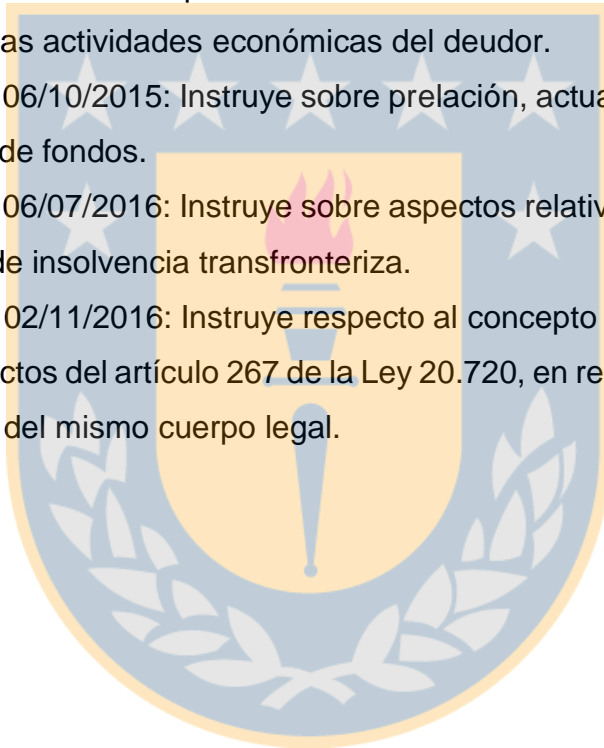 as actividades económicas del deudor.
06/10/2015: Instruye sobre prelación, actua
de fondos.
06/07/2016: Instruye sobre aspectos relativ
de insolvencia transfronteriza.
02/11/2016: Instruye respecto al concepto
ctos del artículo 267 de la Ley 20.720, en re
del mismo cuerpo legal.